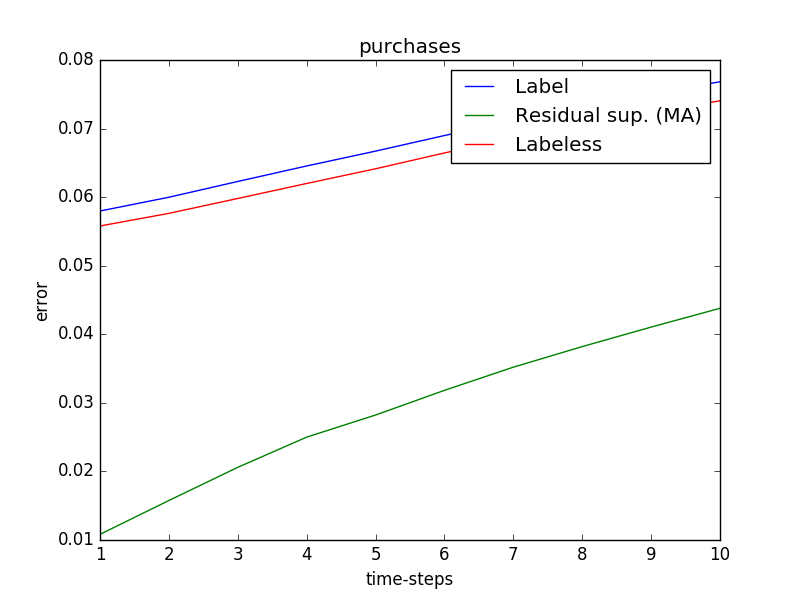 purchases
0.08
0.07
0.06
0.05
0.04
0.03
0.02
0.01
error
Label
Residual sup. (MA)
Labeless
1 2 3 4 5 6 7 8 9 10
time-steps